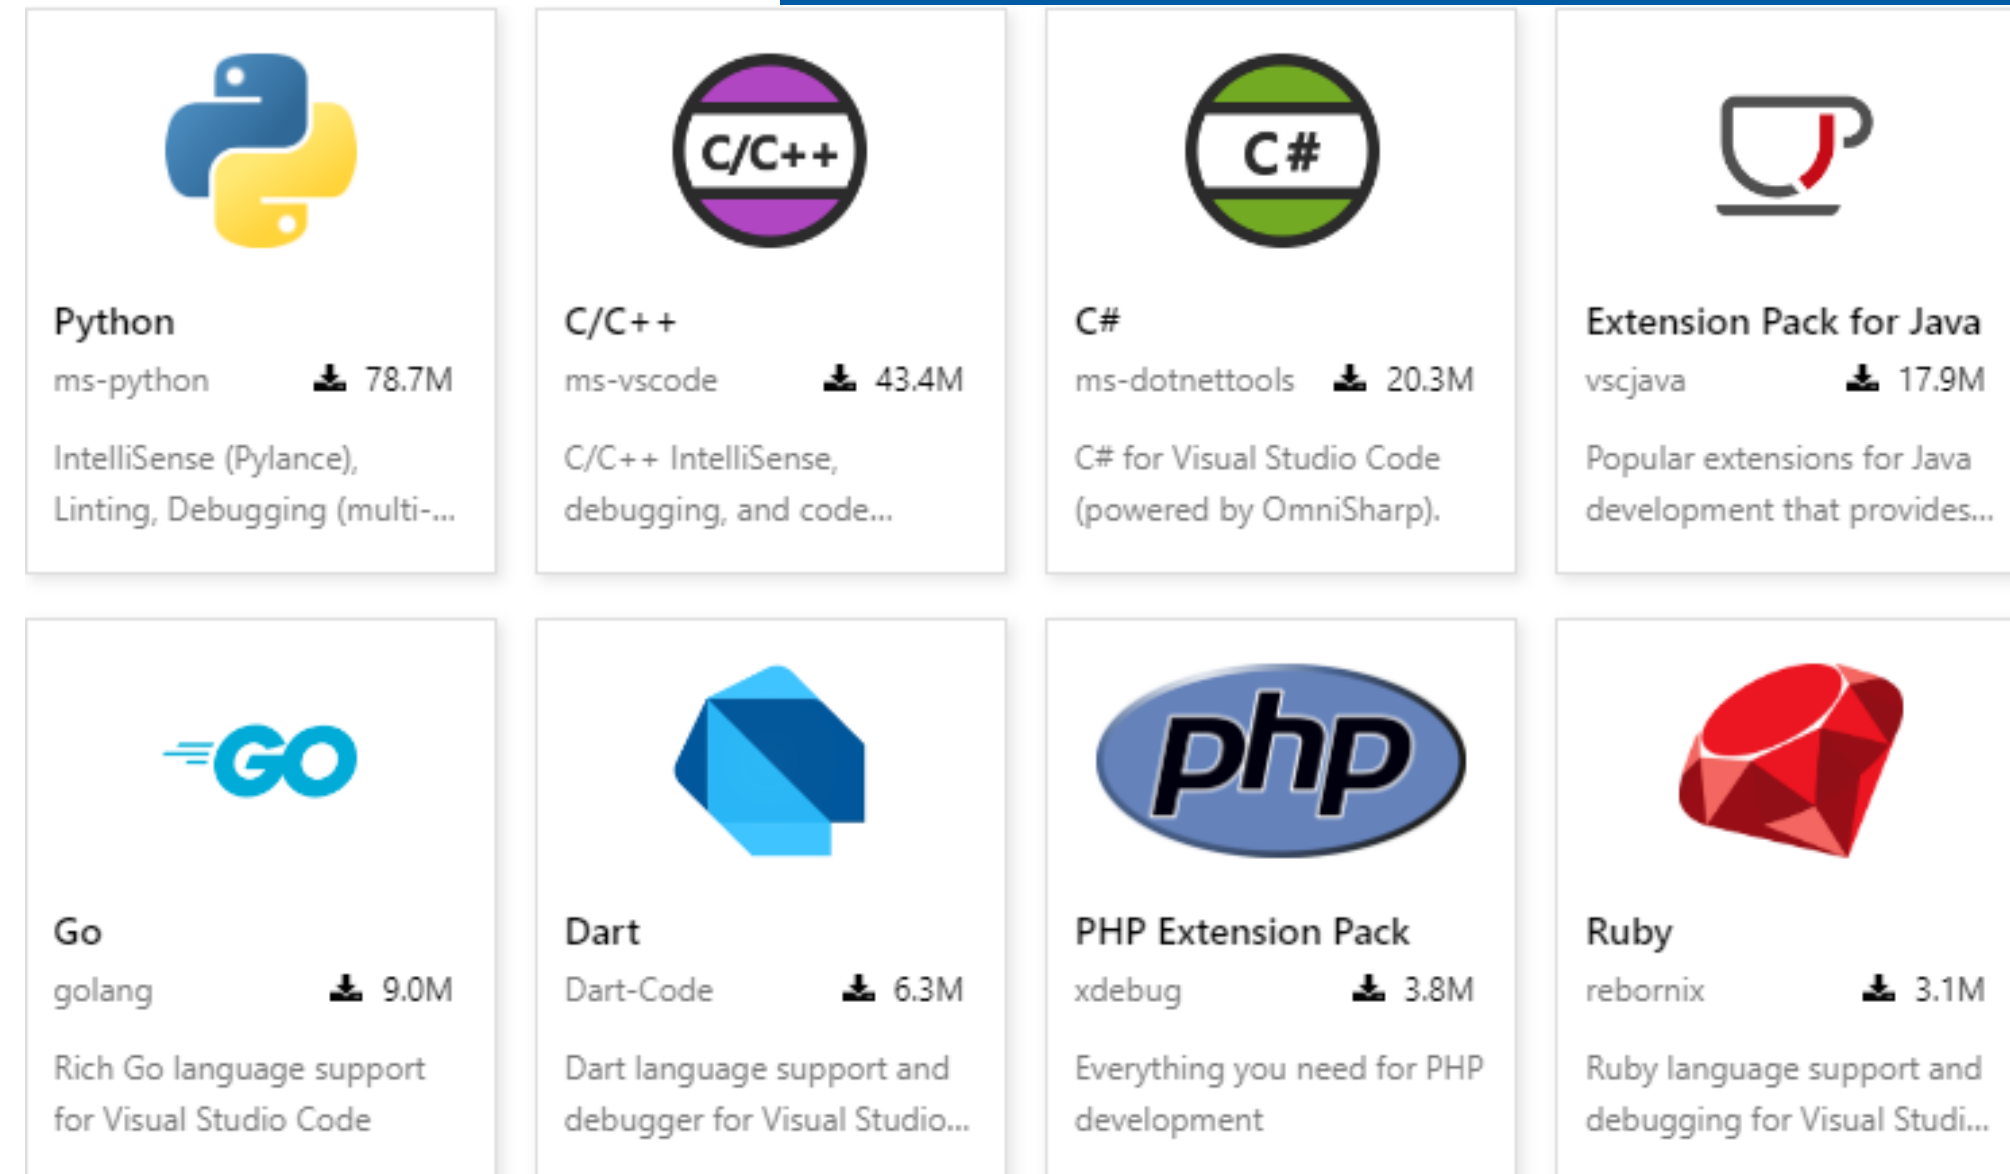 C/C++
C#
Python
ms-python 78.7M
IntelliSense (Pylance),
Linting, Debugging (multi-...
C/C++
ms-vscode 43.4M
C/C++ IntelliSense,
debugging, and code...
C#
ms-dotnettools 20.3M
C# for Visual Studio Code
(powered by OmniSharp).
Extension Pack for Java
vscjava 17.9M
Popular extensions for Java
development that provides...
GO
Go
golang 9.0M
Rich Go language support
for Visual Studio Code
Dart
Dart-Code 6.3M
Dart language support and
debugger for Visual Studio...
php
PHP Extension Pack
xdebug 3.8M
Everything you need for PHP
development
Ruby
rebornix 3.1M
Ruby language support and
debugging for Visual Studi...